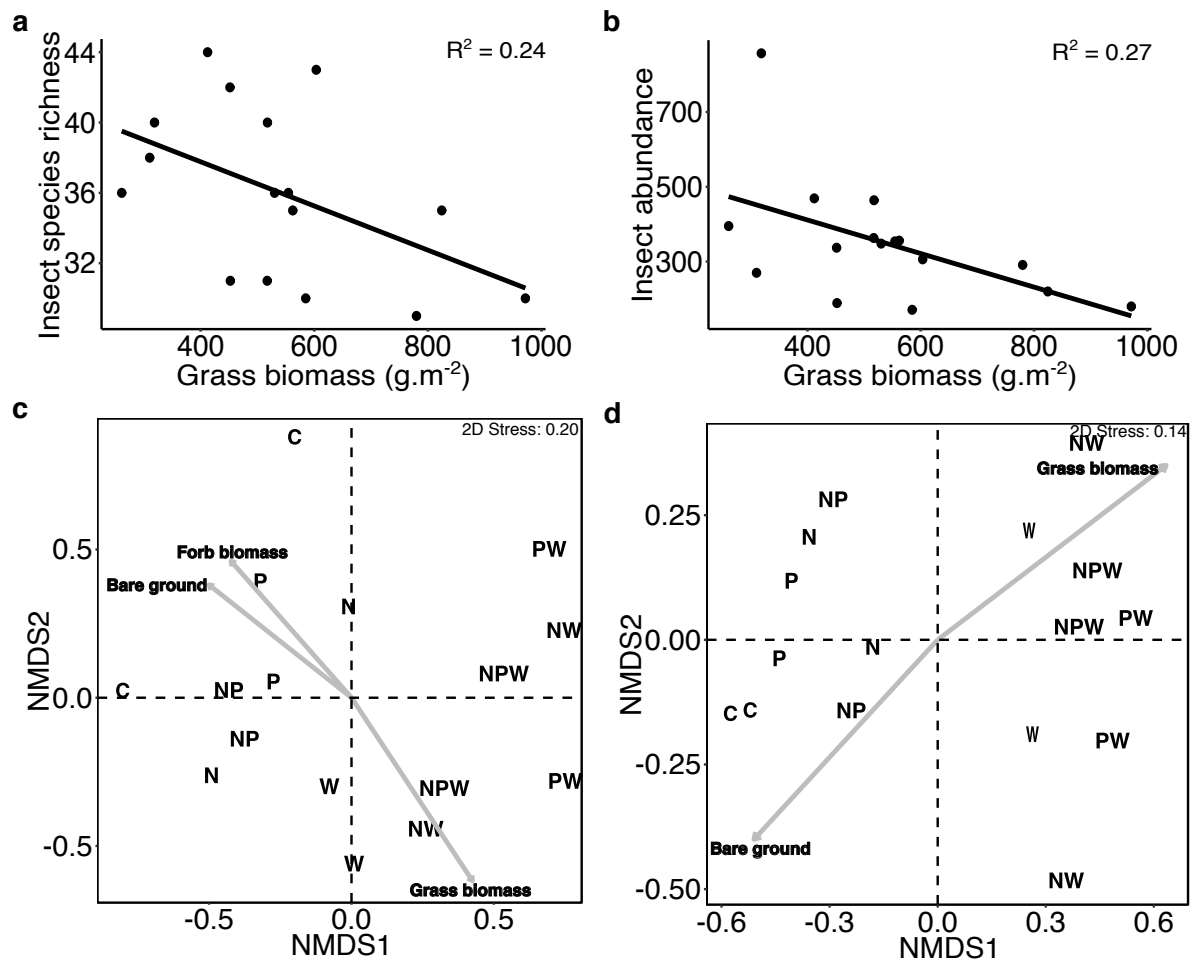 a
R² = 0.24
Insect species richness
44
40
36
32
400 600 800 1000
Grass biomass (g.m⁻²)
b
R² = 0.27
Insect abundance
700
500
300
400 600 800 1000
Grass biomass (g.m⁻²)
c
2D Stress: 0.20
C
Forb biomass
PW
Bare ground
P
N
NW
NPW
P
C
NP
NP
N
W
NPW
PW
NW
W
Grass biomass
NMDS2
0.5
0.0
-0.5
-0.5 0.0 0.5
NMDS1
d
2D Stress: 0.14
NW
Grass biomass
NP
W
N
P
NPW
PW
NPW
N
P
C C
NP
W
PW
Bare ground
NW
NMDS2
0.25
0.00
-0.25
-0.50
-0.6 -0.3 0.0 0.3 0.6
NMDS1